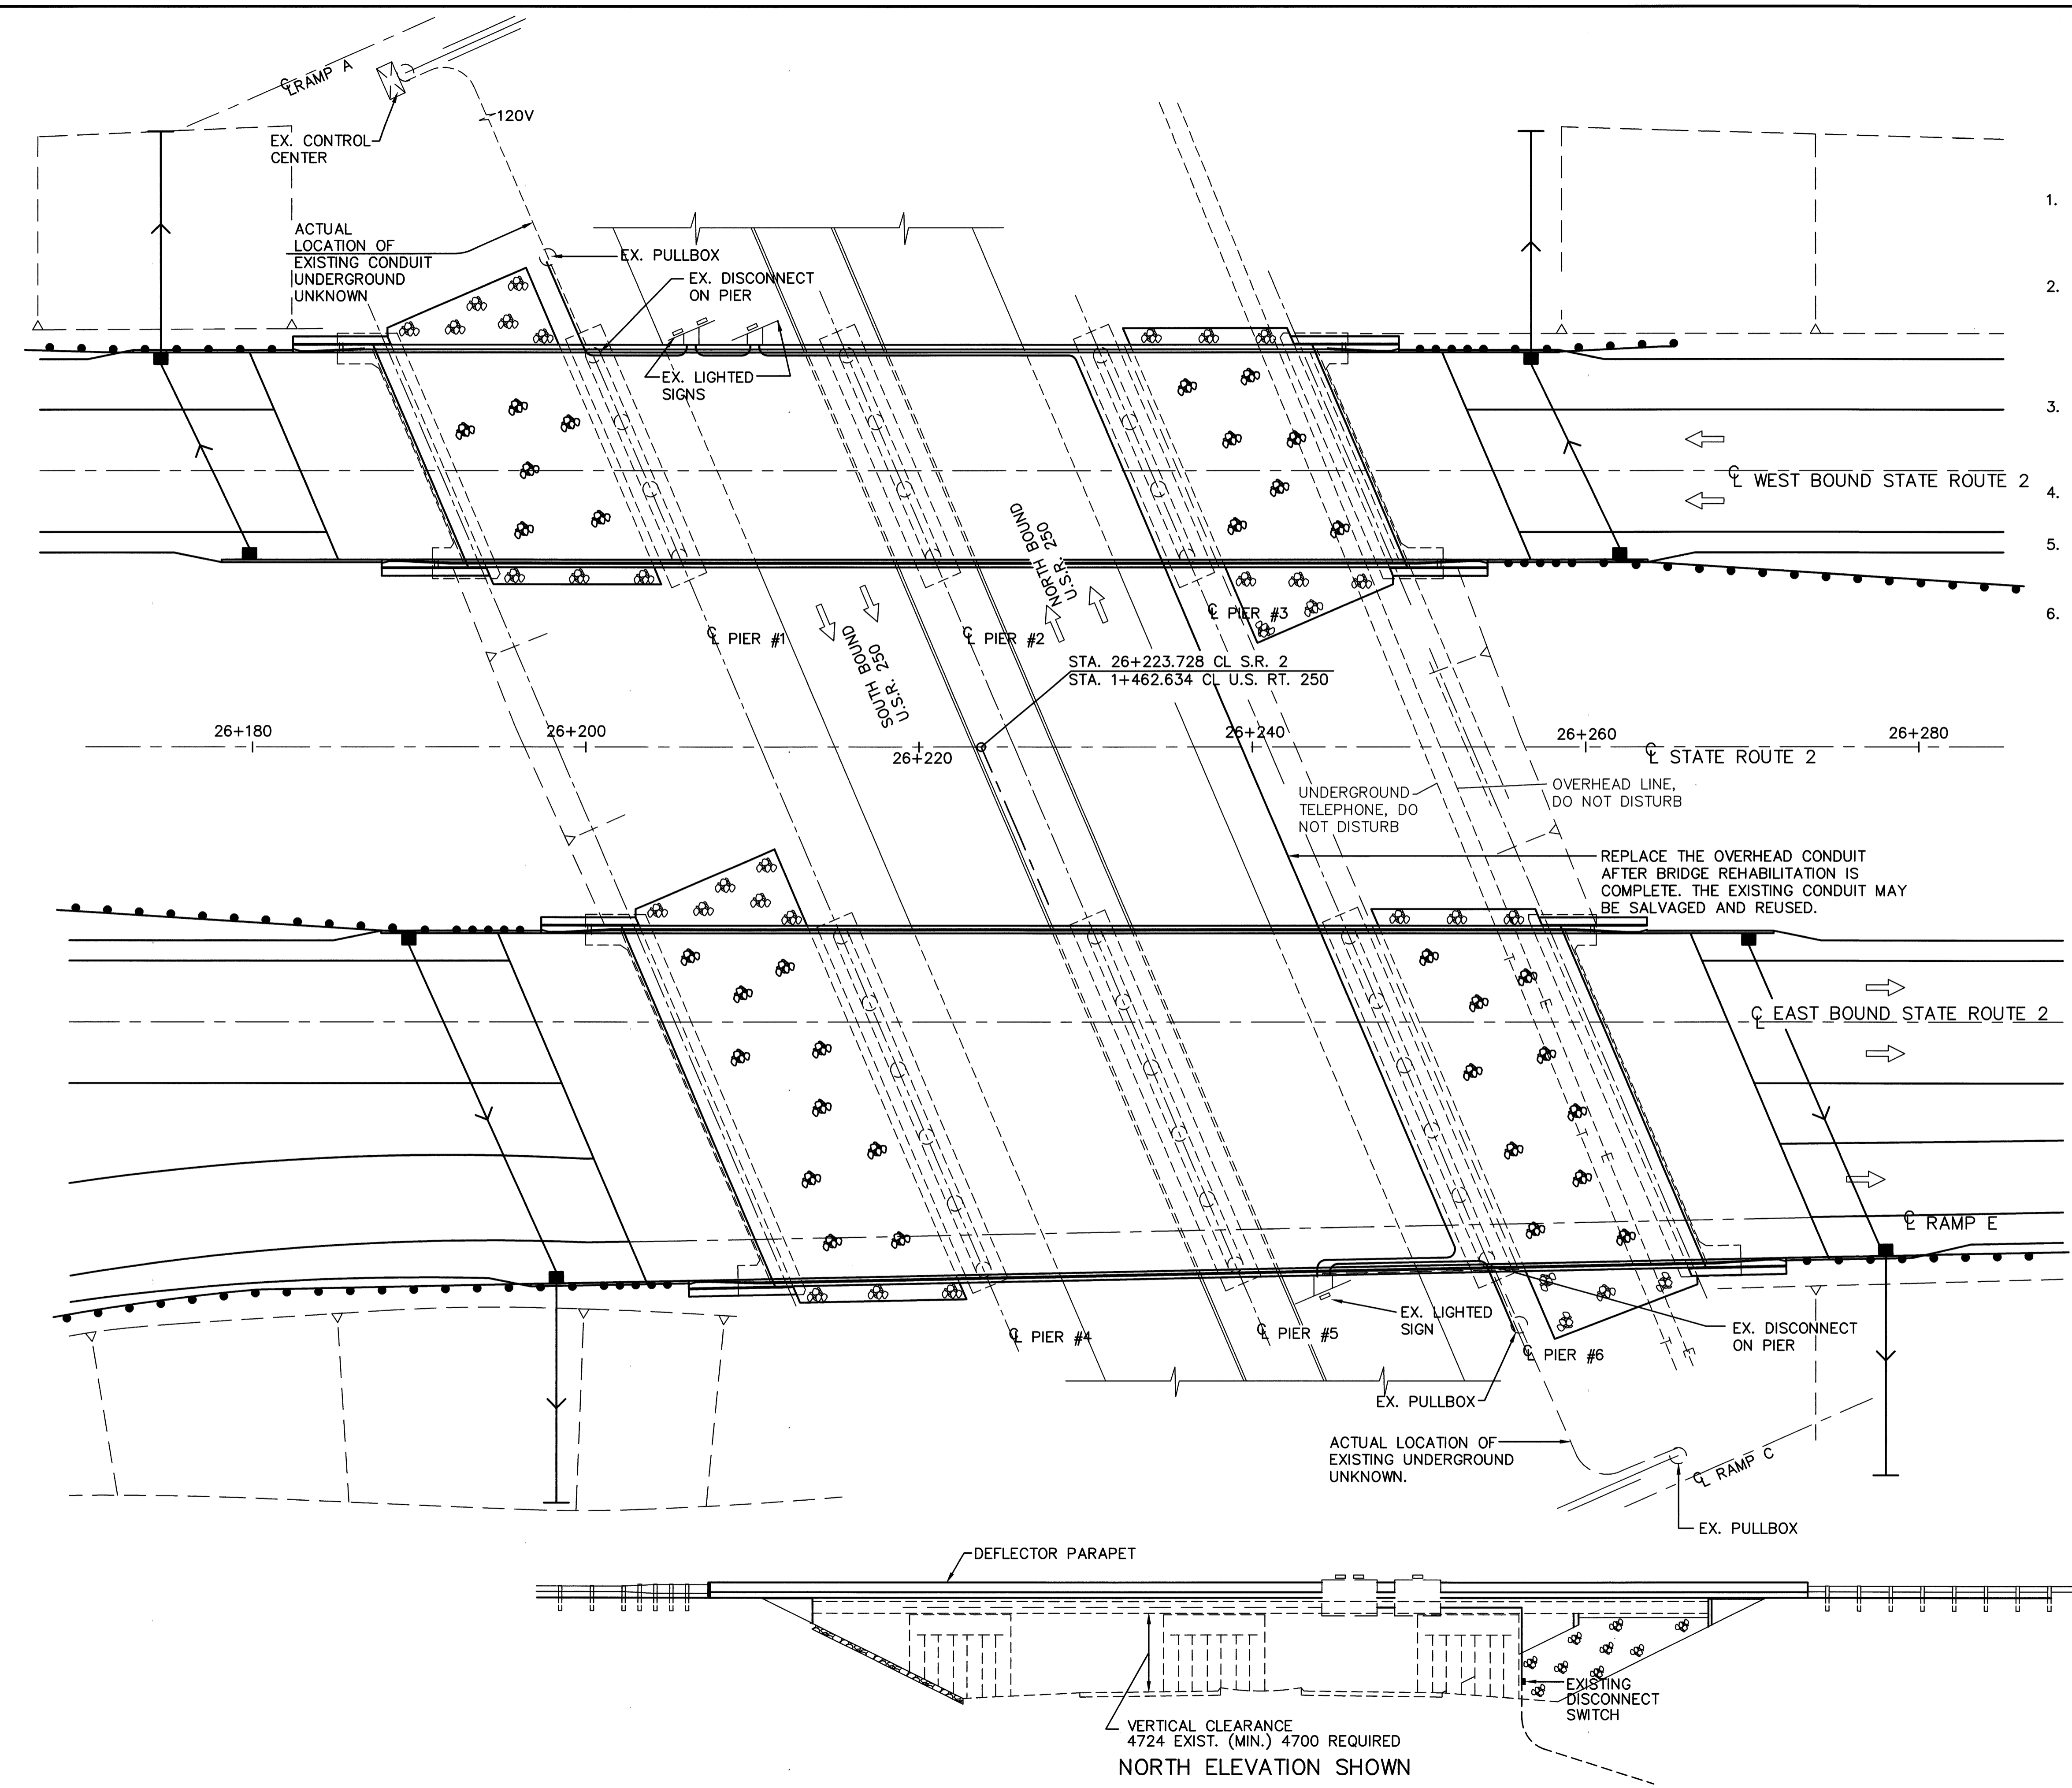 ℄ RAMP A
120V
EX. CONTROL
CENTER
ACTUAL
LOCATION OF
EXISTING CONDUIT
UNDERGROUND
UNKNOWN
EX. PULLBOX
EX. DISCONNECT
ON PIER
EX. LIGHTED
SIGNS
1.
2.
3.
℄ WEST BOUND STATE ROUTE 2
4.
5.
6.
NORTH BOUND
U.S.R. 250
SOUTH BOUND
U.S.R. 250
℄ PIER #1
℄ PIER #2
℄ PIER #3
STA. 26+223.728 CL S.R. 2
STA. 1+462.634 CL U.S. RT. 250
26+180
26+200
26+220
26+240
26+260
26+280
℄ STATE ROUTE 2
UNDERGROUND
TELEPHONE, DO
NOT DISTURB
OVERHEAD LINE,
DO NOT DISTURB
REPLACE THE OVERHEAD CONDUIT
AFTER BRIDGE REHABILITATION IS
COMPLETE. THE EXISTING CONDUIT MAY
BE SALVAGED AND REUSED.
℄ EAST BOUND STATE ROUTE 2
T
E
T
E
T
E
℄ RAMP E
℄ PIER #4
℄ PIER #5
℄ PIER #6
EX. LIGHTED
SIGN
EX. DISCONNECT
ON PIER
EX. PULLBOX
ACTUAL LOCATION OF
EXISTING UNDERGROUND
UNKNOWN.
℄ RAMP C
EX. PULLBOX
DEFLECTOR PARAPET
EXISTING
DISCONNECT
SWITCH
VERTICAL CLEARANCE
4724 EXIST. (MIN.) 4700 REQUIRED
NORTH ELEVATION SHOWN